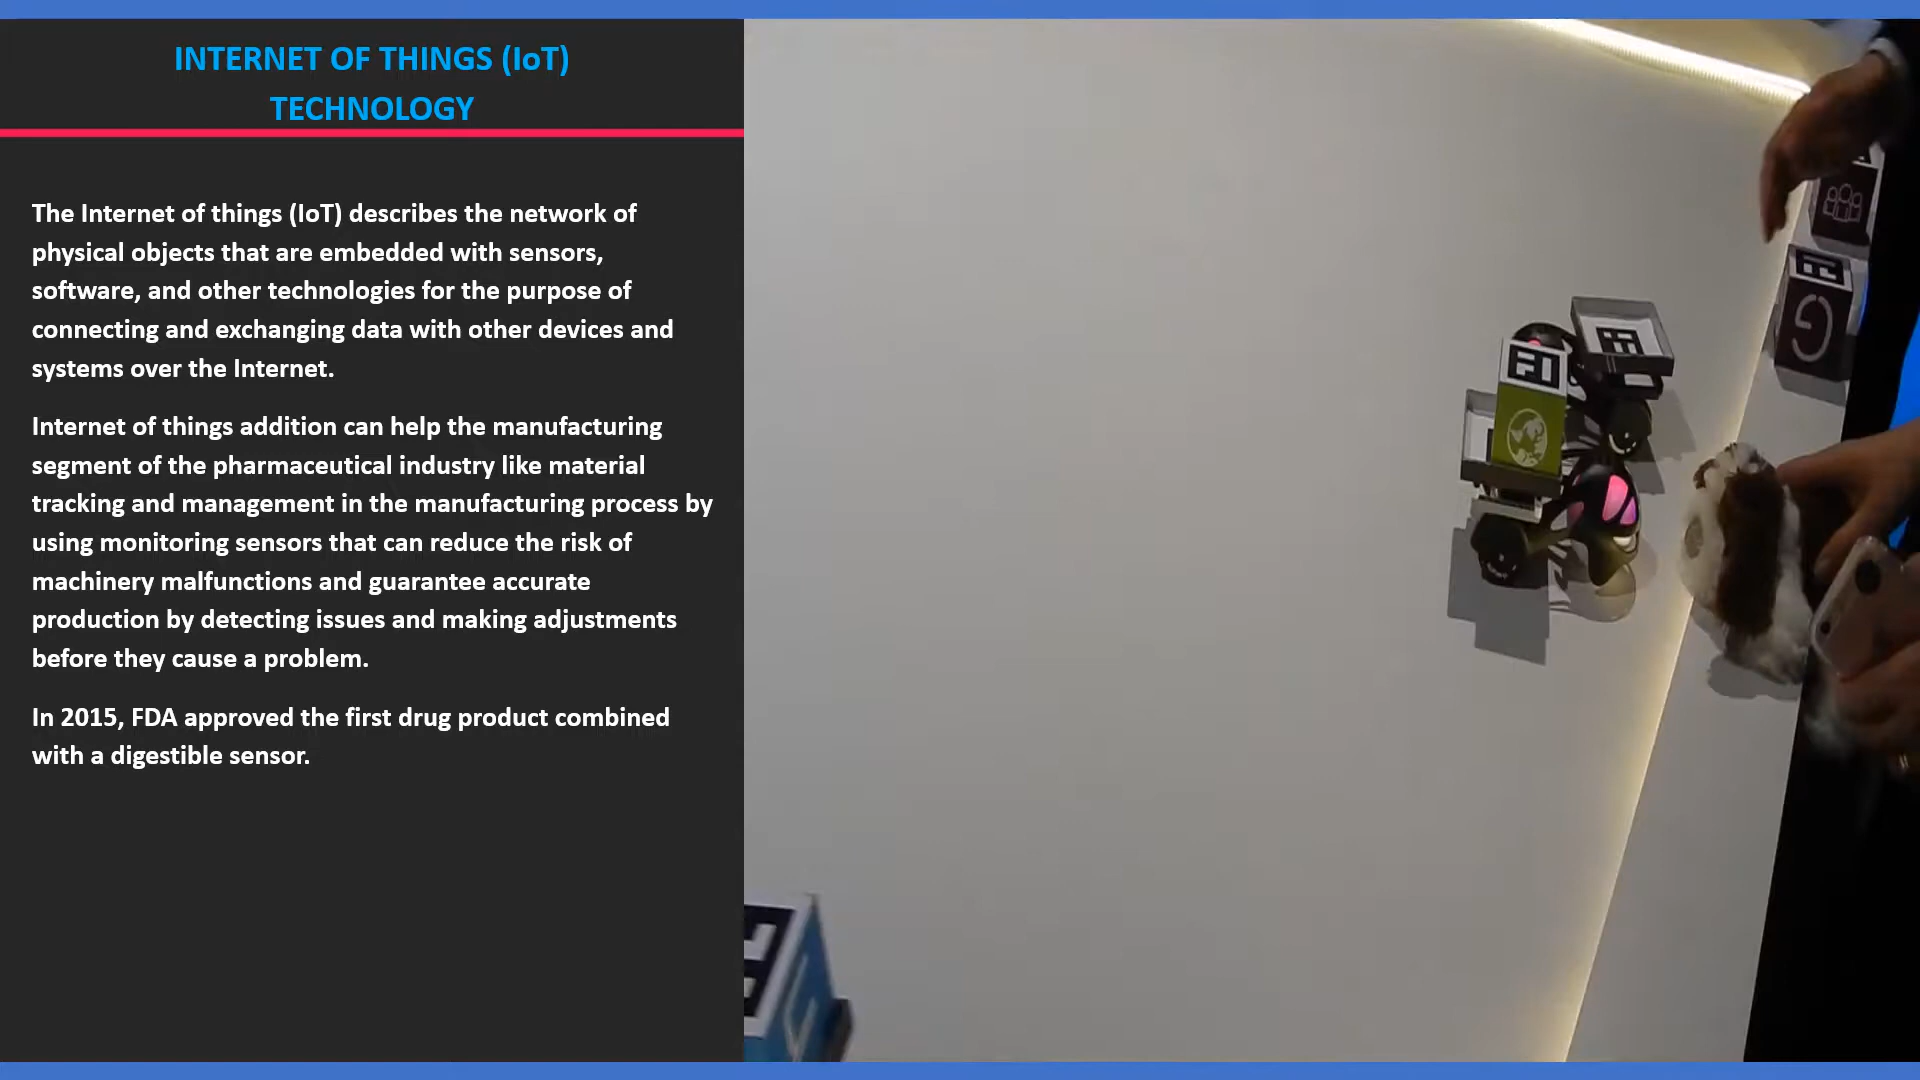 INTERNET OF THINGS (IoT)
TECHNOLOGY
The Internet of things (IoT) describes the network of
physical objects that are embedded with sensors,
software, and other technologies for the purpose of
connecting and exchanging data with other devices and
systems over the Internet.
Internet of things addition can help the manufacturing
segment of the pharmaceutical industry like material
tracking and management in the manufacturing process by
using monitoring sensors that can reduce the risk of
machinery malfunctions and guarantee accurate
production by detecting issues and making adjustments
before they cause a problem.
In 2015, FDA approved the first drug product combined
with a digestible sensor.